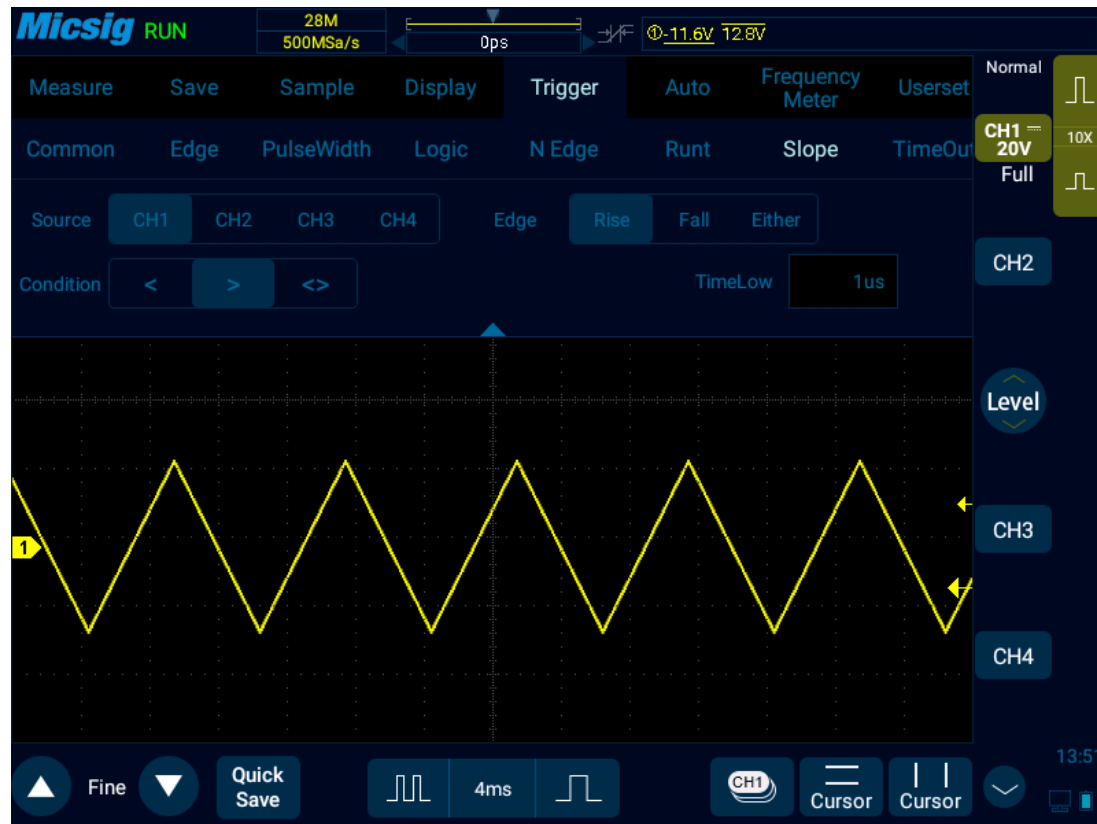 Micsig RUN 28M 500MSa/s 0ps ①-11.6V 12.8V
Measure Save Sample Display Trigger Auto Frequency Meter Userset Normal
Common Edge PulseWidth Logic N Edge Runt Slope TimeOut CH1 20V 10X
Full
Source CH1 CH2 CH3 CH4 Edge Rise Fall Either
CH2
Condition < > <> TimeLow 1us
Level
1
CH3
CH4
Fine Quick Save 4ms CH1 Cursor Cursor 13:51